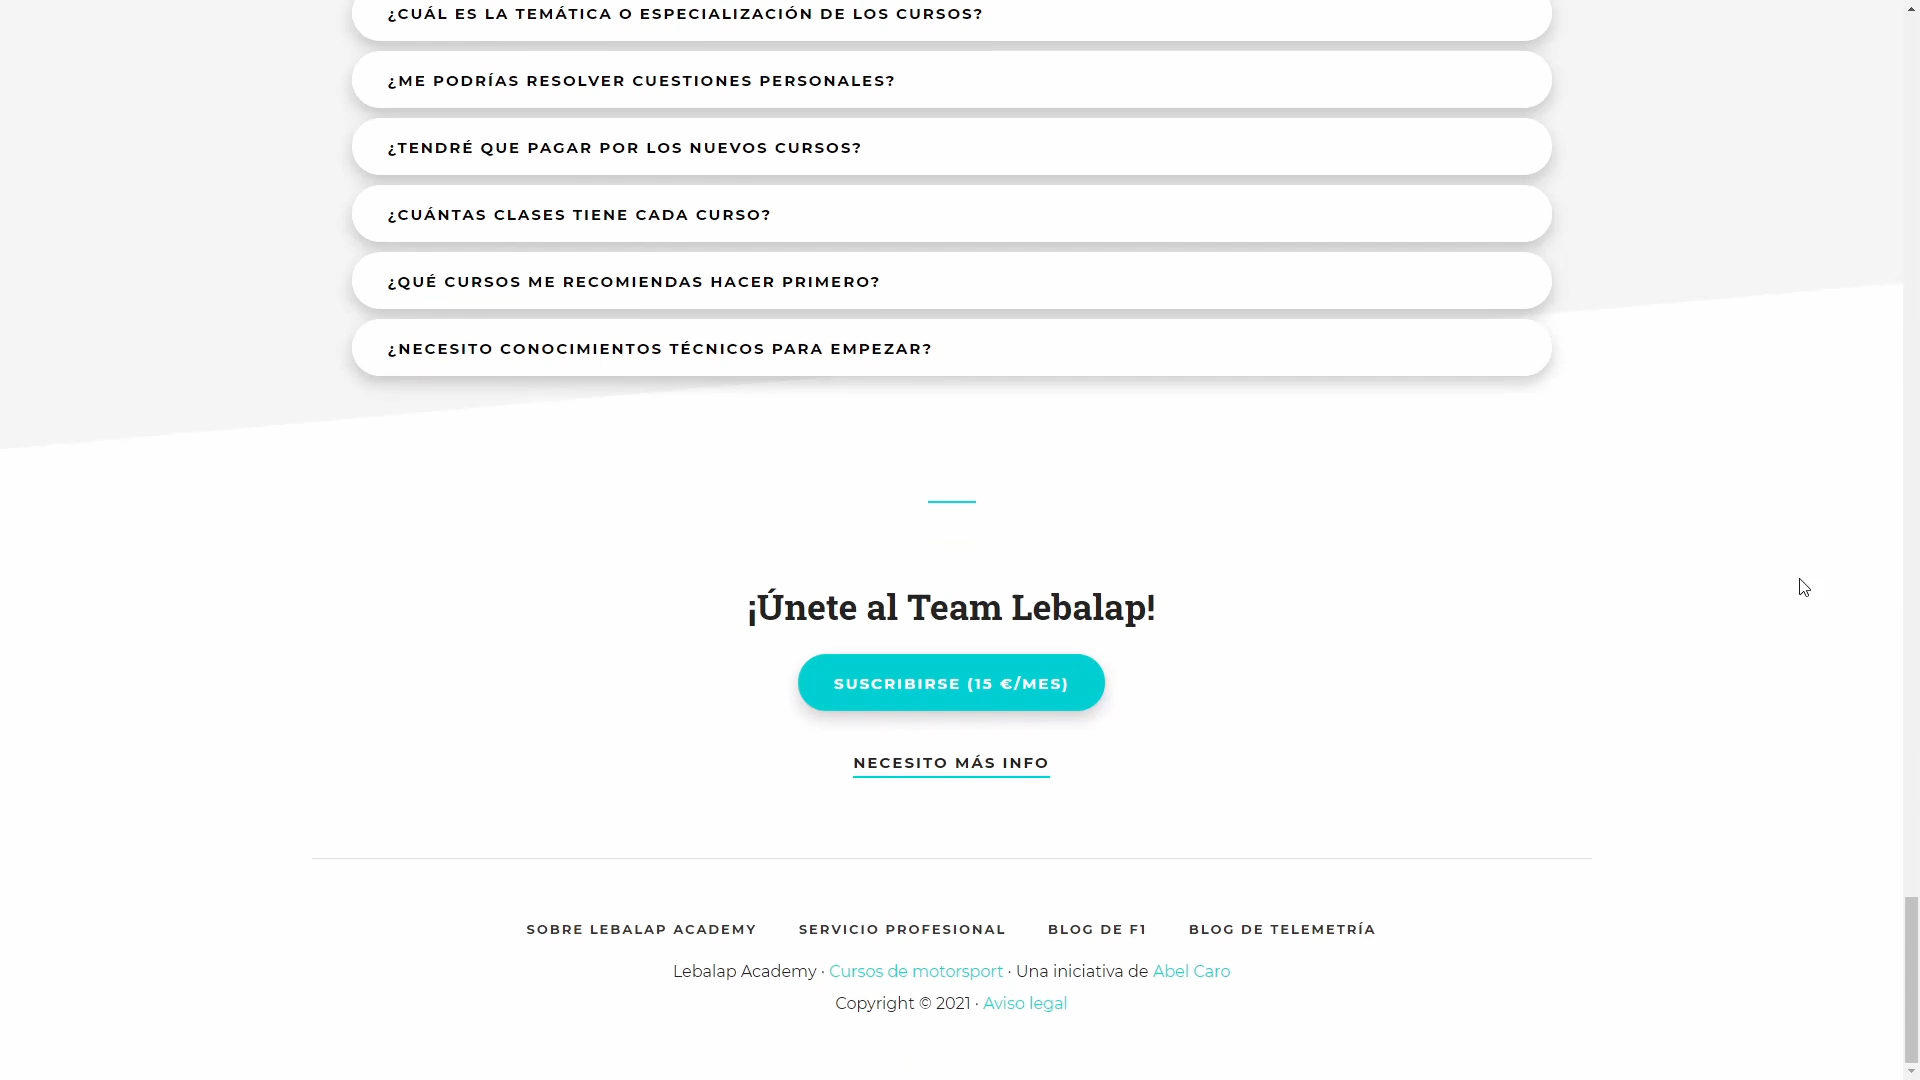 ¿CUÁL ES LA TEMÁTICA O ESPECIALIZACIÓN DE LOS CURSOS?
¿ME PODRÍAS RESOLVER CUESTIONES PERSONALES?
¿TENDRÉ QUE PAGAR POR LOS NUEVOS CURSOS?
¿CUÁNTAS CLASES TIENE CADA CURSO?
¿QUÉ CURSOS ME RECOMIENDAS HACER PRIMERO?
¿NECESITO CONOCIMIENTOS TÉCNICOS PARA EMPEZAR?
¡Únete al Team Lebalap!
SUSCRIBIRSE (15 €/MES)
NECESITO MÁS INFO
SOBRE LEBALAP ACADEMY SERVICIO PROFESIONAL BLOG DE F1 BLOG DE TELEMETRÍA
Lebalap Academy · Cursos de motorsport · Una iniciativa de Abel Caro
Copyright © 2021 · Aviso legal